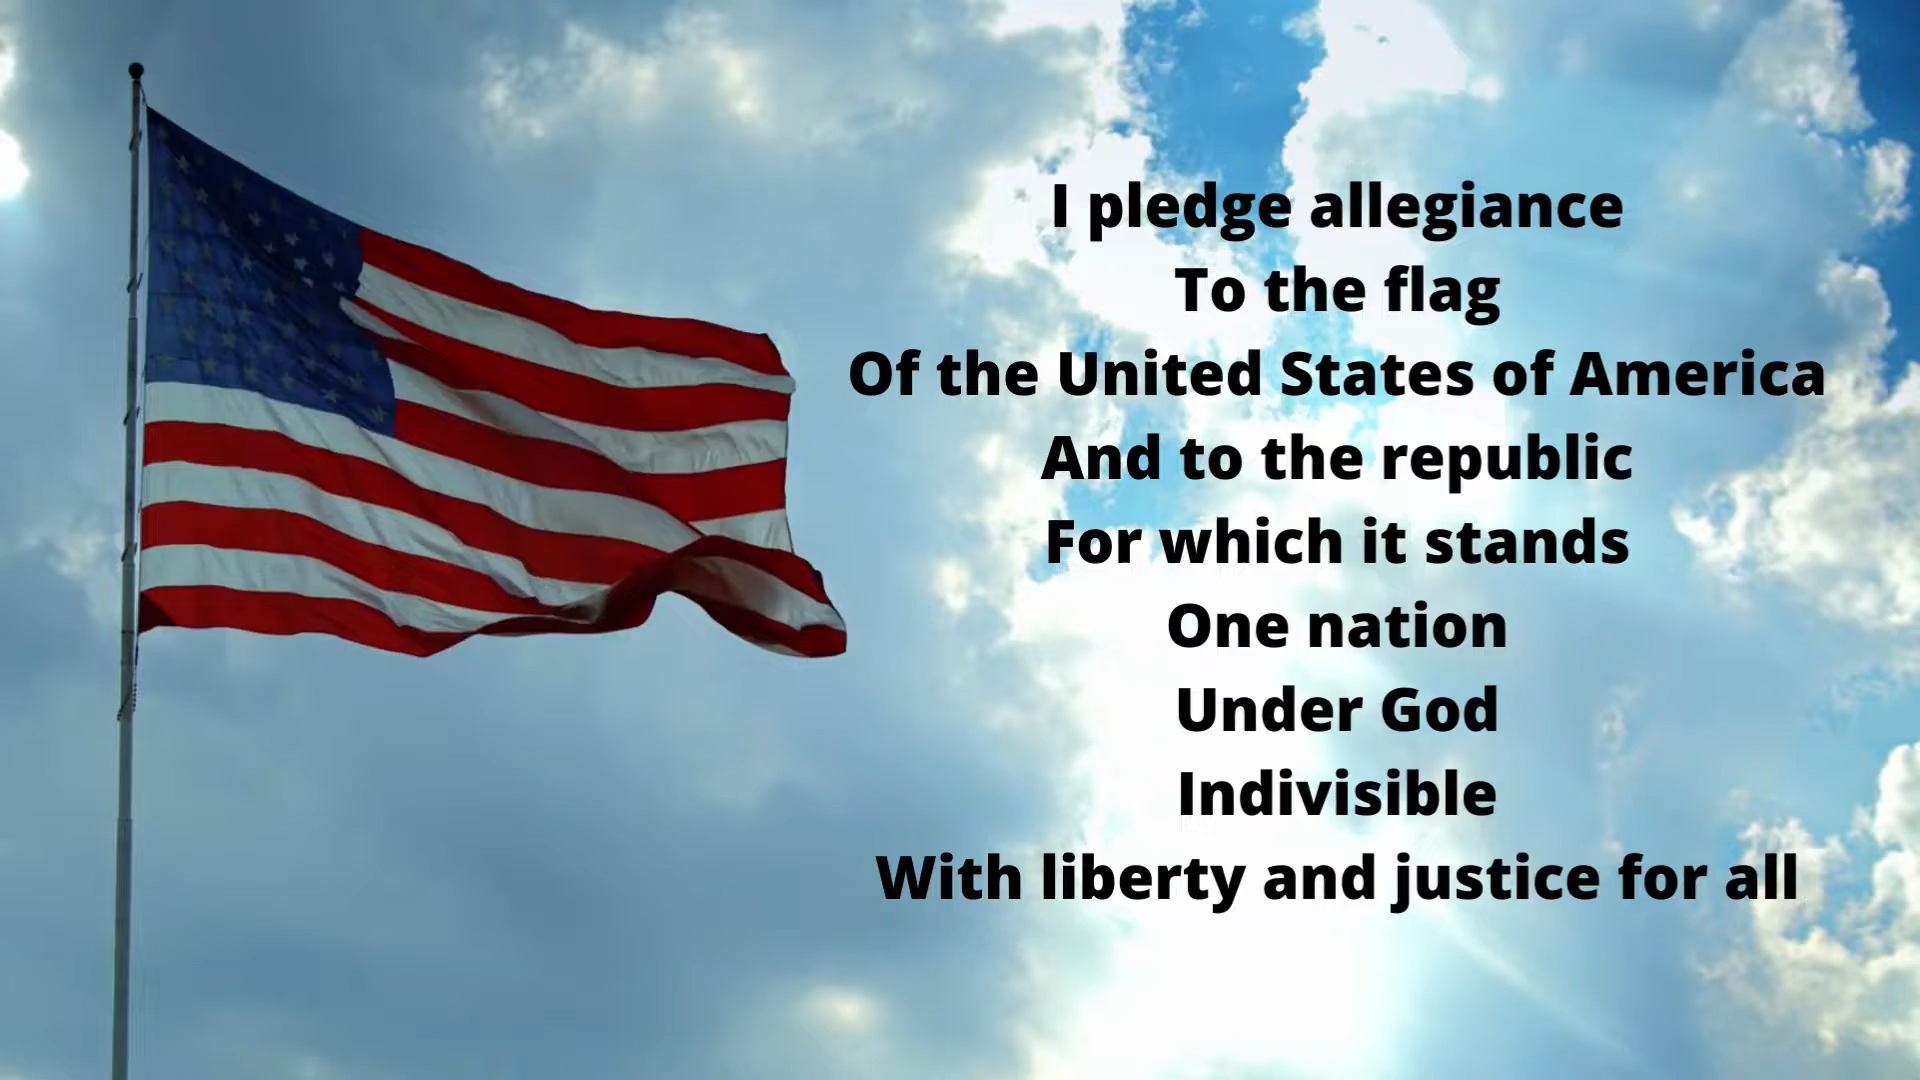 I pledge allegiance
To the flag
Of the United States of America
And to the republic
For which it stands
One nation
Under God
Indivisible
With liberty and justice for all